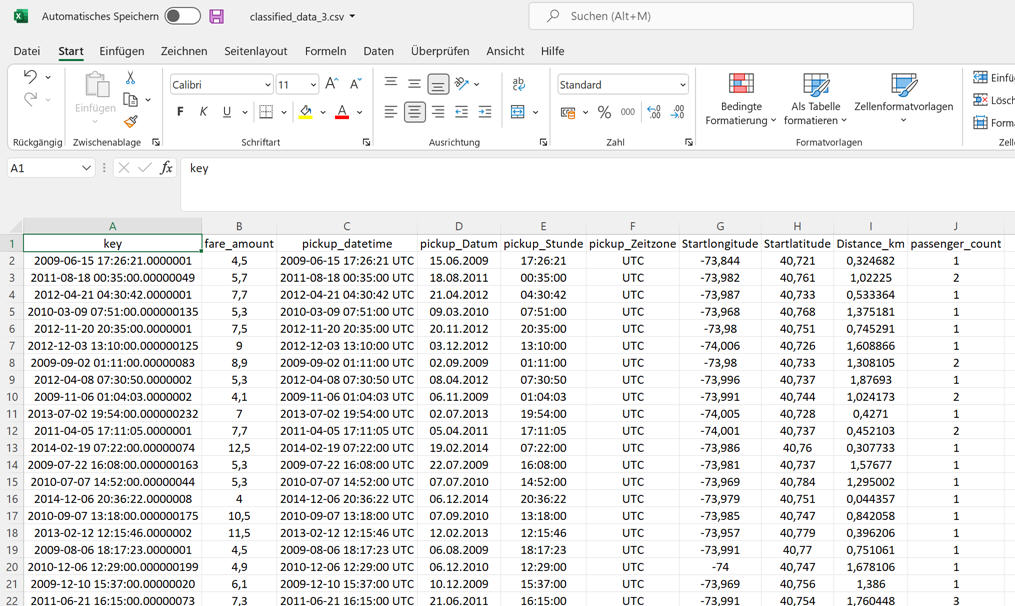 Automatisches Speichern classified_data_3.csv Suchen (Alt+M)
Datei Start Einfügen Zeichnen Seitenlayout Formeln Daten Überprüfen Ansicht Hilfe
Calibri 11 Standard Einfü
Einfügen F K U % 000 Bedingte Formatierung Als Tabelle formatieren Zellenformatvorlagen Lösch
Form
Rückgängig Zwischenablage Schriftart Ausrichtung Zahl Formatvorlagen Zelle
A1 fx key
A B C D E F G H I J
1 key fare_amount pickup_datetime pickup_Datum pickup_Stunde pickup_Zeitzone Startlongitude Startlatitude Distance_km passenger_count
2 2009-06-15 17:26:21.0000001 4,5 2009-06-15 17:26:21 UTC 15.06.2009 17:26:21 UTC -73,844 40,721 0,324682 1
3 2011-08-18 00:35:00.00000049 5,7 2011-08-18 00:35:00 UTC 18.08.2011 00:35:00 UTC -73,982 40,761 1,02225 2
4 2012-04-21 04:30:42.0000001 7,7 2012-04-21 04:30:42 UTC 21.04.2012 04:30:42 UTC -73,987 40,733 0,533364 1
5 2010-03-09 07:51:00.000000135 5,3 2010-03-09 07:51:00 UTC 09.03.2010 07:51:00 UTC -73,968 40,768 1,375181 1
6 2012-11-20 20:35:00.0000001 7,5 2012-11-20 20:35:00 UTC 20.11.2012 20:35:00 UTC -73,98 40,751 0,745291 1
7 2012-12-03 13:10:00.000000125 9 2012-12-03 13:10:00 UTC 03.12.2012 13:10:00 UTC -74,006 40,726 1,608866 1
8 2009-09-02 01:11:00.00000083 8,9 2009-09-02 01:11:00 UTC 02.09.2009 01:11:00 UTC -73,98 40,733 1,308105 2
9 2012-04-08 07:30:50.0000002 5,3 2012-04-08 07:30:50 UTC 08.04.2012 07:30:50 UTC -73,996 40,737 1,87693 1
10 2009-11-06 01:04:03.0000002 4,1 2009-11-06 01:04:03 UTC 06.11.2009 01:04:03 UTC -73,991 40,744 1,024173 2
11 2013-07-02 19:54:00.000000232 7 2013-07-02 19:54:00 UTC 02.07.2013 19:54:00 UTC -74,005 40,728 0,4271 1
12 2011-04-05 17:11:05.0000001 7,7 2011-04-05 17:11:05 UTC 05.04.2011 17:11:05 UTC -74,001 40,737 0,452103 2
13 2014-02-19 07:22:00.00000074 12,5 2014-02-19 07:22:00 UTC 19.02.2014 07:22:00 UTC -73,986 40,76 0,307733 1
14 2009-07-22 16:08:00.000000163 5,3 2009-07-22 16:08:00 UTC 22.07.2009 16:08:00 UTC -73,981 40,737 1,57677 1
15 2010-07-07 14:52:00.00000044 5,3 2010-07-07 14:52:00 UTC 07.07.2010 14:52:00 UTC -73,969 40,784 1,295002 1
16 2014-12-06 20:36:22.0000008 4 2014-12-06 20:36:22 UTC 06.12.2014 20:36:22 UTC -73,979 40,751 0,044357 1
17 2010-09-07 13:18:00.000000175 10,5 2010-09-07 13:18:00 UTC 07.09.2010 13:18:00 UTC -73,985 40,747 0,842058 1
18 2013-02-12 12:15:46.0000002 11,5 2013-02-12 12:15:46 UTC 12.02.2013 12:15:46 UTC -73,957 40,779 0,396206 1
19 2009-08-06 18:17:23.0000001 4,5 2009-08-06 18:17:23 UTC 06.08.2009 18:17:23 UTC -73,991 40,77 0,751061 1
20 2010-12-06 12:29:00.000000199 4,9 2010-12-06 12:29:00 UTC 06.12.2010 12:29:00 UTC -74 40,747 1,678106 1
21 2009-12-10 15:37:00.00000020 6,1 2009-12-10 15:37:00 UTC 10.12.2009 15:37:00 UTC -73,969 40,756 1,386 1
22 2011-06-21 16:15:00.00000073 7,3 2011-06-21 16:15:00 UTC 21.06.2011 16:15:00 UTC -73,991 40,754 1,760448 3